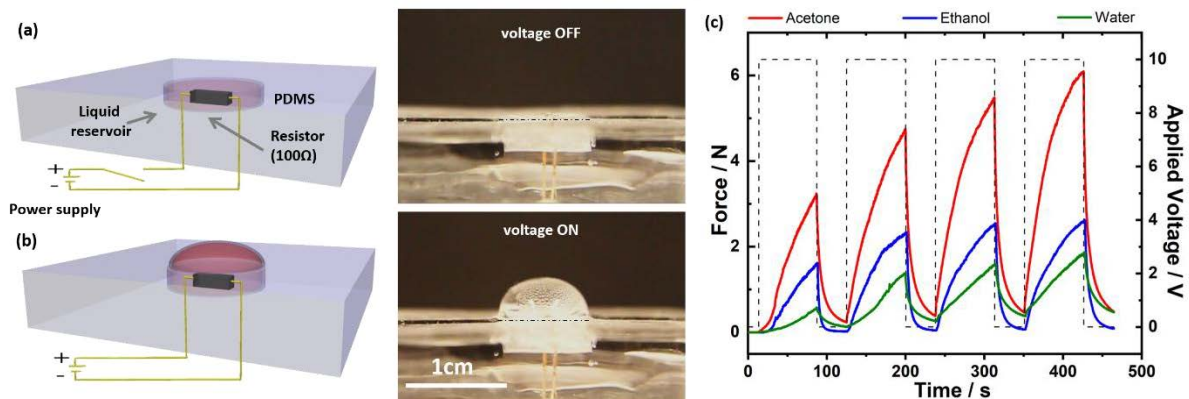 (a)
PDMS
Liquid
reservoir
Resistor
(100Ω)
+
-
Power supply
(b)
+
-
voltage OFF
voltage ON
1cm
(c)
Acetone Ethanol Water
Force / N
6
4
2
0
0 100 200 300 400 500
Time / s
10
8
6
4
2
0
Applied Voltage / V